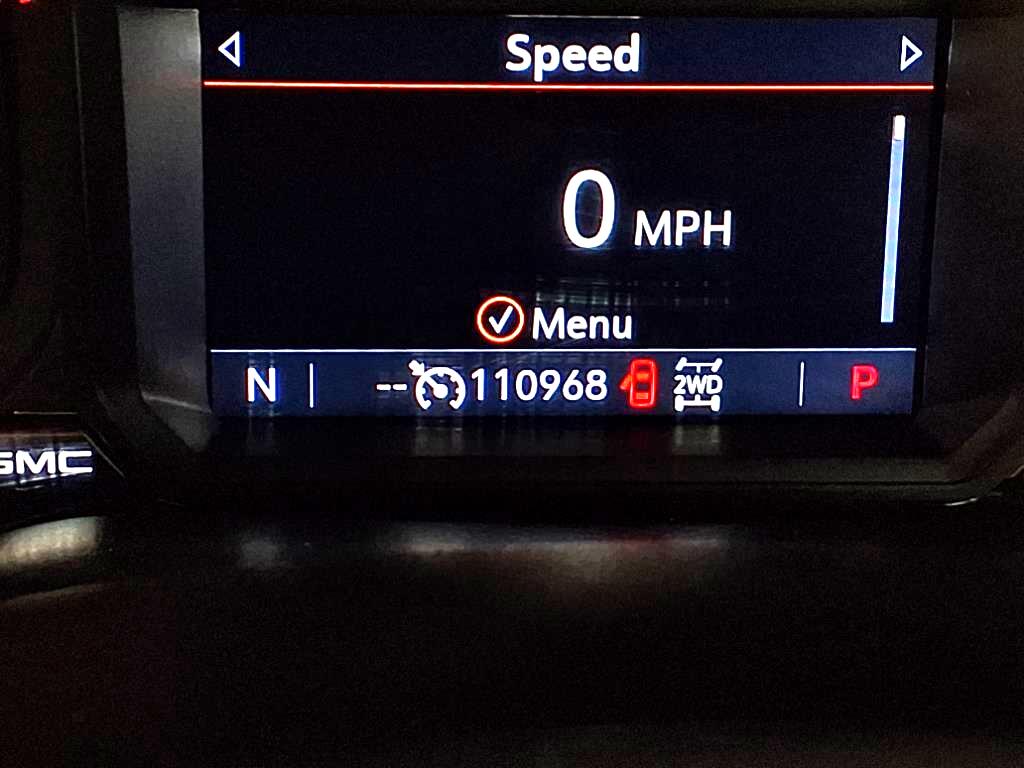 Speed
0 MPH
Menu
N -- 110968 2WD P
GMC